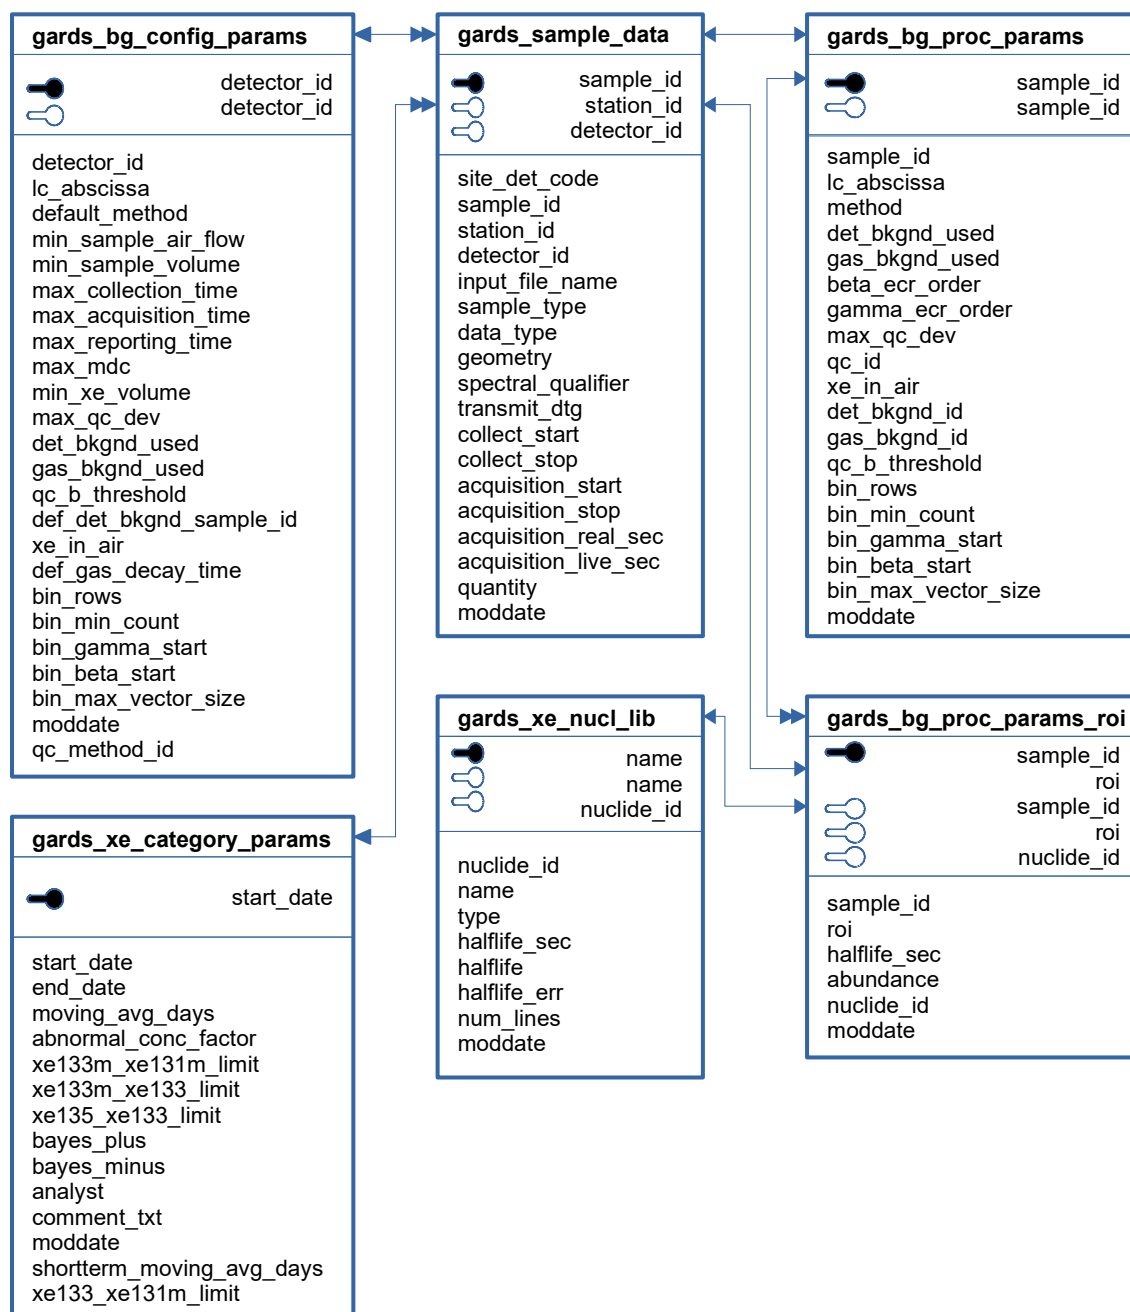 gards_bg_config_params
detector_id
detector_id
detector_id
lc_abscissa
default_method
min_sample_air_flow
min_sample_volume
max_collection_time
max_acquisition_time
max_reporting_time
max_mdc
min_xe_volume
max_qc_dev
det_bkgnd_used
gas_bkgnd_used
qc_b_threshold
def_det_bkgnd_sample_id
xe_in_air
def_gas_decay_time
bin_rows
bin_min_count
bin_gamma_start
bin_beta_start
bin_max_vector_size
moddate
qc_method_id
gards_sample_data
sample_id
station_id
detector_id
site_det_code
sample_id
station_id
detector_id
input_file_name
sample_type
data_type
geometry
spectral_qualifier
transmit_dtg
collect_start
collect_stop
acquisition_start
acquisition_stop
acquisition_real_sec
acquisition_live_sec
quantity
moddate
gards_bg_proc_params
sample_id
sample_id
sample_id
lc_abscissa
method
det_bkgnd_used
gas_bkgnd_used
beta_ecr_order
gamma_ecr_order
max_qc_dev
qc_id
xe_in_air
det_bkgnd_id
gas_bkgnd_id
qc_b_threshold
bin_rows
bin_min_count
bin_gamma_start
bin_beta_start
bin_max_vector_size
moddate
gards_xe_category_params
start_date
start_date
end_date
moving_avg_days
abnormal_conc_factor
xe133m_xe131m_limit
xe133m_xe133_limit
xe135_xe133_limit
bayes_plus
bayes_minus
analyst
comment_txt
moddate
shortterm_moving_avg_days
xe133_xe131m_limit
gards_xe_nucl_lib
name
name
nuclide_id
nuclide_id
name
type
halflife_sec
halflife
halflife_err
num_lines
moddate
gards_bg_proc_params_roi
sample_id
roi
sample_id
roi
nuclide_id
sample_id
roi
halflife_sec
abundance
nuclide_id
moddate